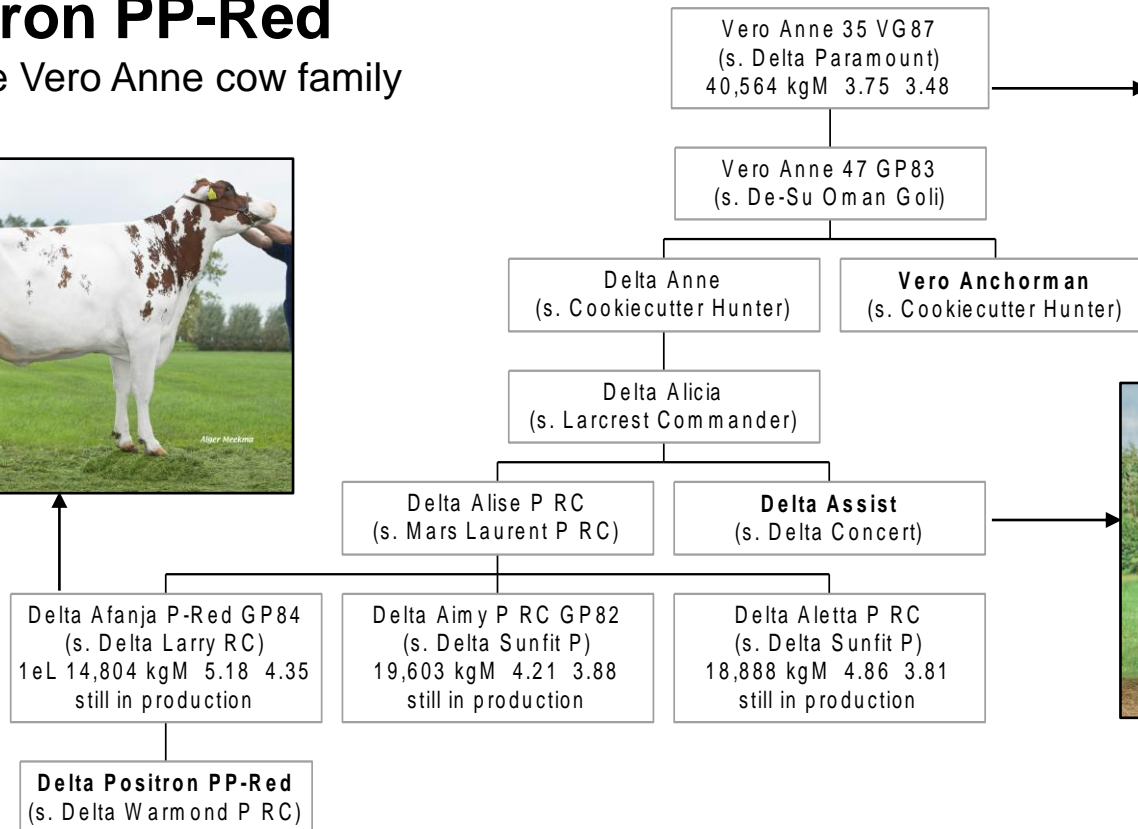 PP-Red
Vero Anne cow family
Vero Anne 35 VG87
(s. Delta Paramount)
40,564 kgM 3.75 3.48
Vero Anne 47 GP83
(s. De-Su Oman Goli)
Delta Anne
(s. Cookiecutter Hunter)
Vero Anchorman
(s. Cookiecutter Hunter)
Delta Alicia
(s. Larcrest Commander)
Alger Meekma
Delta Alise P RC
(s. Mars Laurent P RC)
Delta Assist
(s. Delta Concert)
Delta Afanja P-Red GP84
(s. Delta Larry RC)
1eL 14,804 kgM 5.18 4.35
still in production
Delta Aimy P RC GP82
(s. Delta Sunfit P)
19,603 kgM 4.21 3.88
still in production
Delta Aletta P RC
(s. Delta Sunfit P)
18,888 kgM 4.86 3.81
still in production
Delta Positron PP-Red
(s. Delta Warmond P RC)